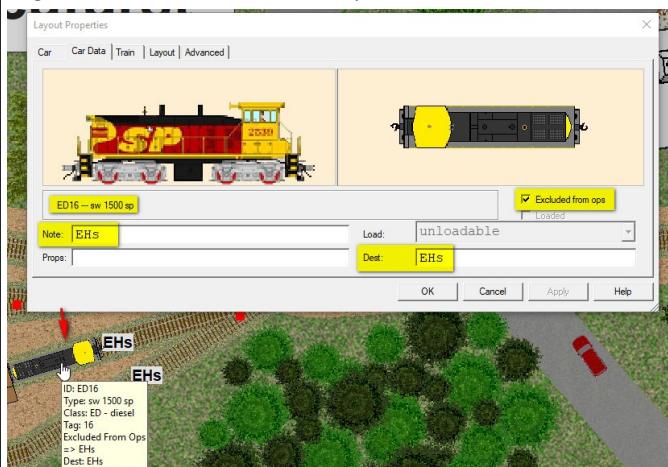 Layout Properties
Car
Car Data
Train
Layout
Advanced
SP
2539
ED16 -- sw 1500 sp
Excluded from ops
Loaded
Note:
EHs
Load:
unloadable
Props:
Dest:
EHs
OK
Cancel
Apply
Help
EHs
EHs
ID: ED16
Type: sw 1500 sp
Class: ED - diesel
Tag: 16
Excluded From Ops
=> EHs
Dest: EHs